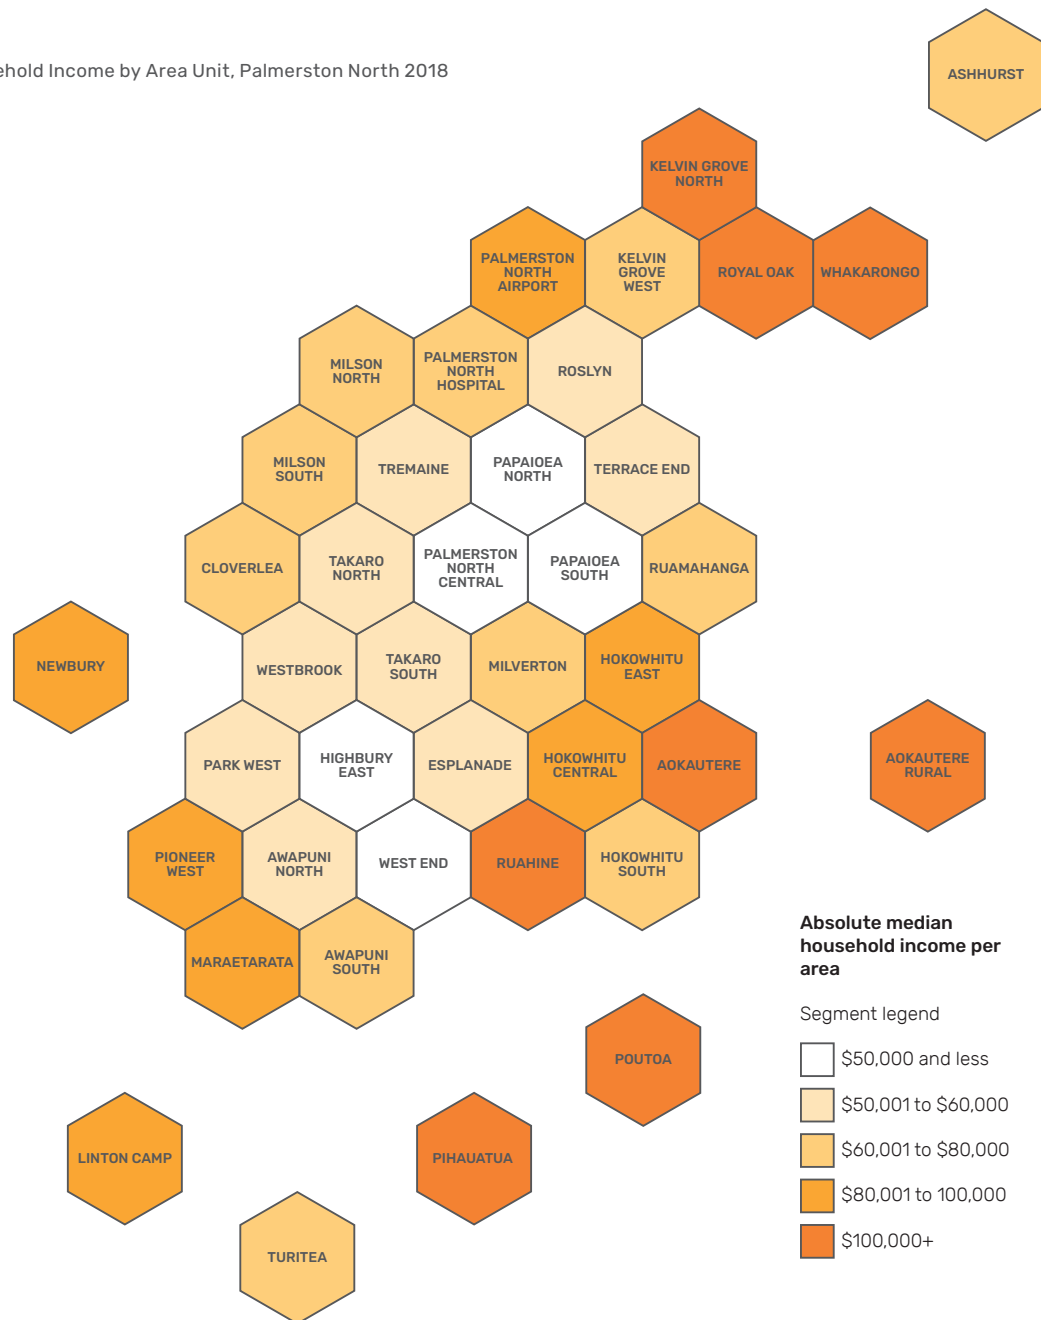 ehold Income by Area Unit, Palmerston North 2018
ASHHURST
KELVIN GROVE
NORTH
PALMERSTON
NORTH
AIRPORT
KELVIN
GROVE
WEST
ROYAL OAK
WHAKARONGO
MILSON
NORTH
PALMERSTON
NORTH
HOSPITAL
ROSLYN
MILSON
SOUTH
TREMAINE
PAPAIOEA
NORTH
TERRACE END
CLOVERLEA
TAKARO
NORTH
PALMERSTON
NORTH
CENTRAL
PAPAIOEA
SOUTH
RUAMAHANGA
NEWBURY
WESTBROOK
TAKARO
SOUTH
MILVERTON
HOKOWHITU
EAST
PARK WEST
HIGHBURY
EAST
ESPLANADE
HOKOWHITU
CENTRAL
AOKAUTERE
AOKAUTERE
RURAL
PIONEER
WEST
AWAPUNI
NORTH
WEST END
RUAHINE
HOKOWHITU
SOUTH
MARAETARATA
AWAPUNI
SOUTH
POUTOA
LINTON CAMP
PIHAUATUA
TURITEA
Absolute median
household income per
area
Segment legend
$50,000 and less
$50,001 to $60,000
$60,001 to $80,000
$80,001 to 100,000
$100,000+